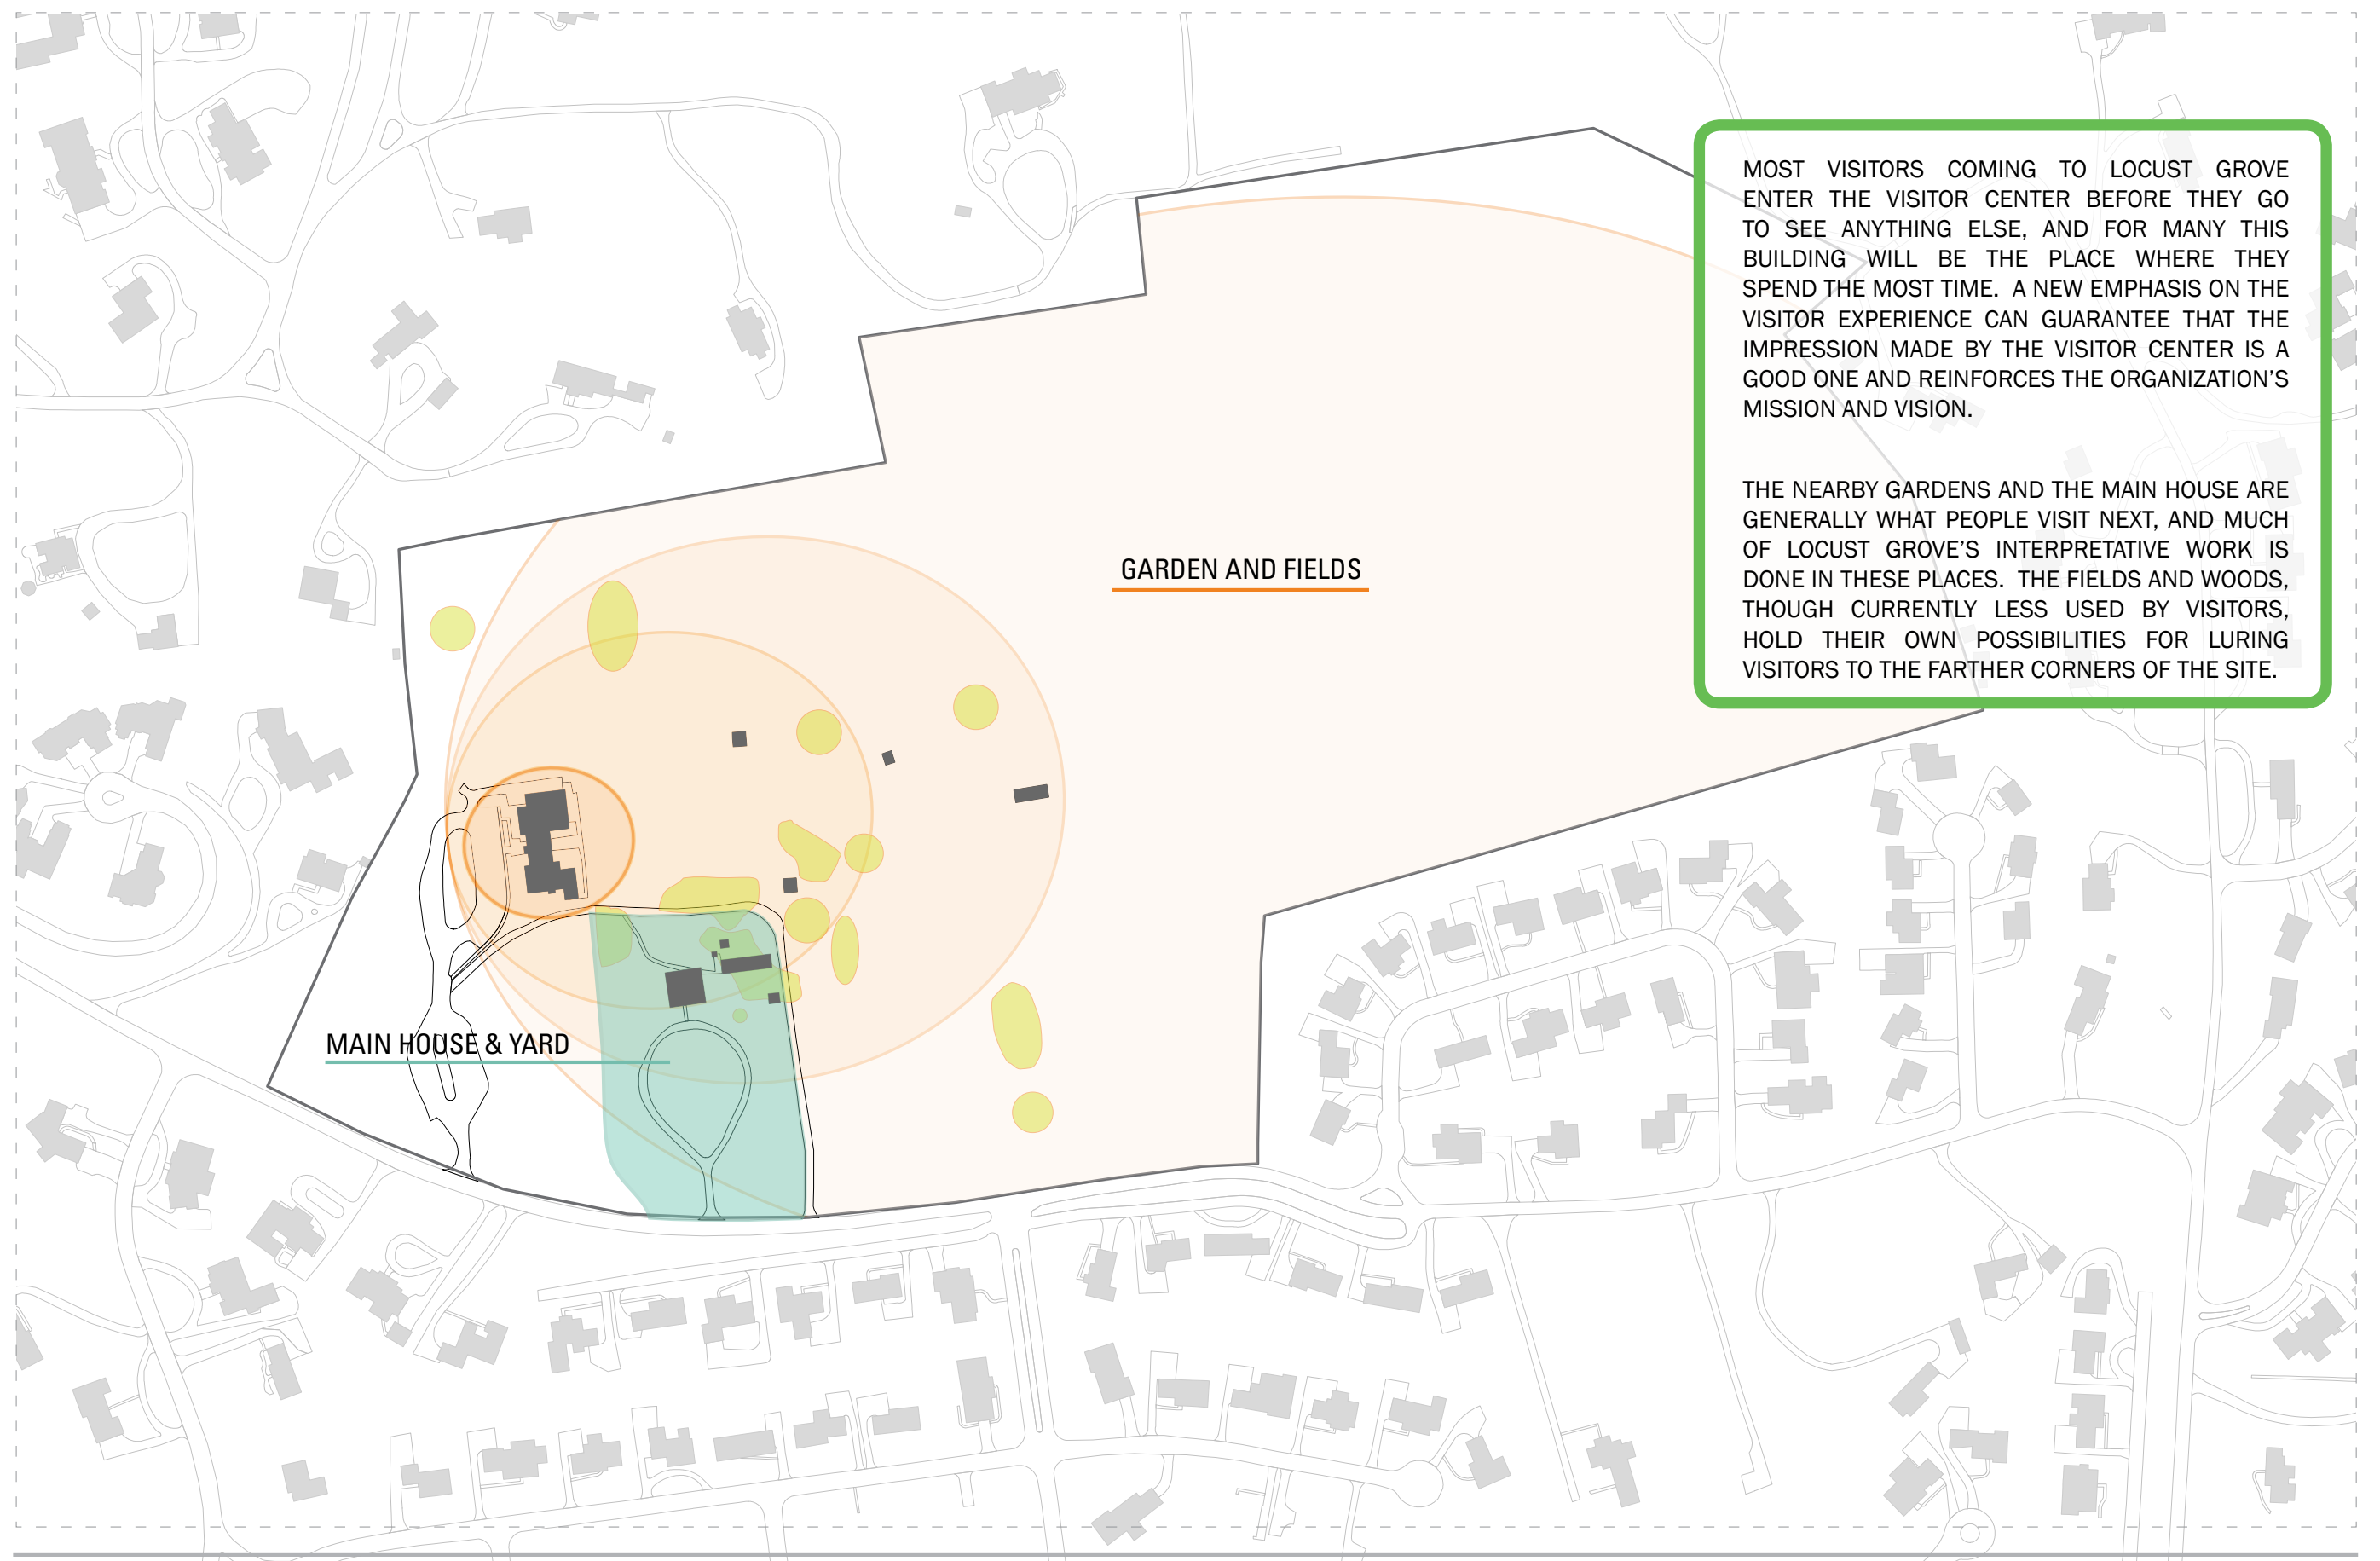 MOST VISITORS COMING TO LOCUST GROVE
ENTER THE VISITOR CENTER BEFORE THEY GO
TO SEE ANYTHING ELSE, AND FOR MANY THIS
BUILDING WILL BE THE PLACE WHERE THEY
SPEND THE MOST TIME. A NEW EMPHASIS ON THE
VISITOR EXPERIENCE CAN GUARANTEE THAT THE
IMPRESSION MADE BY THE VISITOR CENTER IS A
GOOD ONE AND REINFORCES THE ORGANIZATION'S
MISSION AND VISION.
THE NEARBY GARDENS AND THE MAIN HOUSE ARE
GENERALLY WHAT PEOPLE VISIT NEXT, AND MUCH
OF LOCUST GROVE'S INTERPRETATIVE WORK IS
DONE IN THESE PLACES. THE FIELDS AND WOODS,
THOUGH CURRENTLY LESS USED BY VISITORS,
HOLD THEIR OWN POSSIBILITIES FOR LURING
VISITORS TO THE FARTHER CORNERS OF THE SITE.
GARDEN AND FIELDS
MAIN HOUSE & YARD